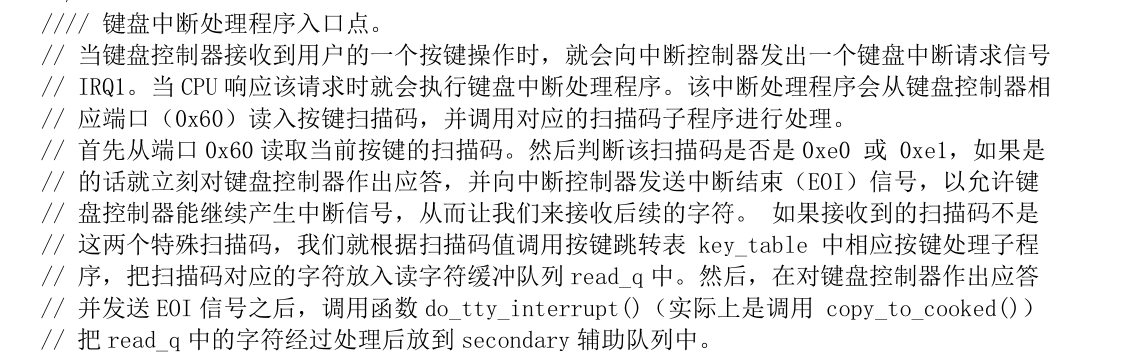 //// 键盘中断处理程序入口点。
// 当键盘控制器接收到用户的一个按键操作时，就会向中断控制器发出一个键盘中断请求信号
// IRQ1。当 CPU 响应该请求时就会执行键盘中断处理程序。该中断处理程序会从键盘控制器相
// 应端口（0x60）读入按键扫描码，并调用对应的扫描码子程序进行处理。
// 首先从端口 0x60 读取当前按键的扫描码。然后判断该扫描码是否是 0xe0 或 0xe1，如果是
// 的话就立刻对键盘控制器作出应答，并向中断控制器发送中断结束（EOI）信号，以允许键
// 盘控制器能继续产生中断信号，从而让我们来接收后续的字符。 如果接收到的扫描码不是
// 这两个特殊扫描码，我们就根据扫描码值调用按键跳转表 key_table 中相应按键处理子程
// 序，把扫描码对应的字符放入读字符缓冲队列 read_q 中。然后，在对键盘控制器作出应答
// 并发送 EOI 信号之后，调用函数 do_tty_interrupt()（实际上是调用 copy_to_cooked()）
// 把 read_q 中的字符经过处理后放到 secondary 辅助队列中。